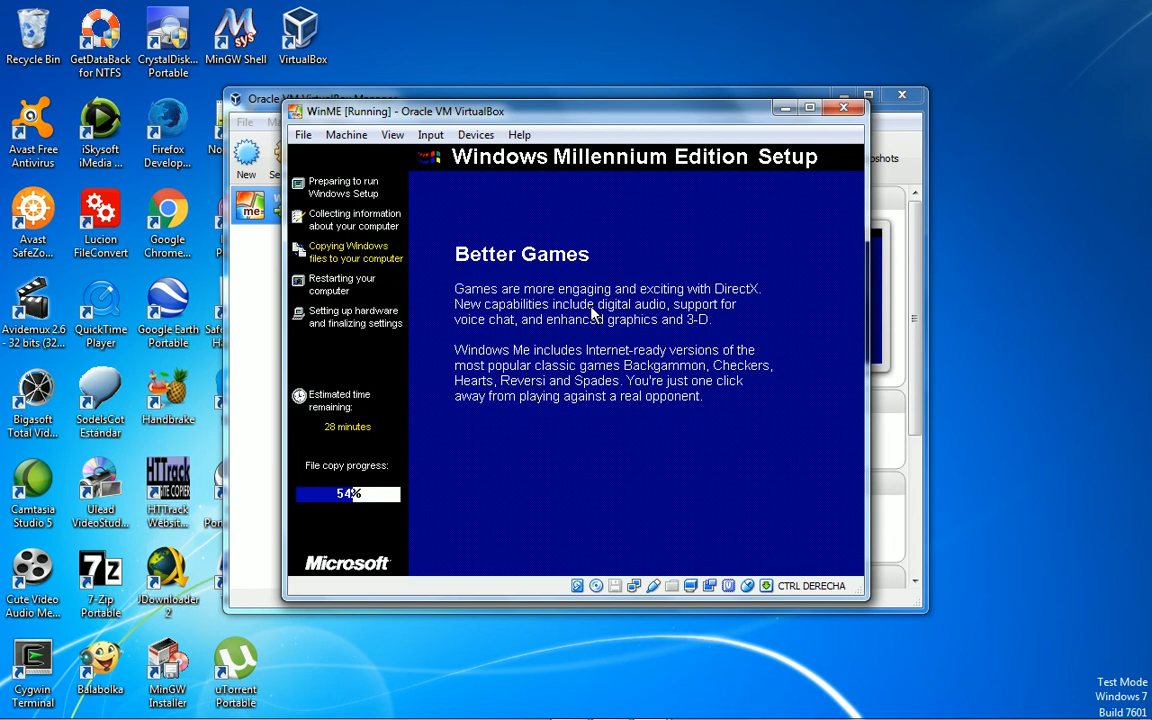 Recycle Bin
GetDataBack
for NTFS
CrystalDisk...
Portable
MinGW Shell
VirtualBox
Avast Free
Antivirus
iSkysoft
iMedia ...
Firefox
Develop...
Avast
SafeZo...
Lucion
FileConvert
Google
Chrome...
Avidemux 2.6
- 32 bits (32...
QuickTime
Player
Google Earth
Portable
Bigasoft
Total Vid...
SodelsCot
Estándar
Handbrake
Camtasia
Studio 5
Ulead
VideoStud...
HTTrack
SITE COPIER
HTTrack
Websit...
Cute Video
Audio Me...
7z
7-Zip
Portable
JDownloader
2
Cygwin
Terminal
Balabolka
MinGW
Installer
uTorrent
Portable
Oracle VM VirtualBox Manager
File
New
me
WinME [Running] - Oracle VM VirtualBox
File Machine View Input Devices Help
Windows Millennium Edition Setup
Preparing to run
Windows Setup
Collecting information
about your computer
Copying Windows
files to your computer
Restarting your
computer
Setting up hardware
and finalizing settings
Estimated time
remaining:
28 minutes
File copy progress:
54%
Microsoft
Better Games
Games are more engaging and exciting with DirectX.
New capabilities include digital audio, support for
voice chat, and enhanced graphics and 3-D.
Windows Me includes Internet-ready versions of the
most popular classic games Backgammon, Checkers,
Hearts, Reversi and Spades. You're just one click
away from playing against a real opponent.
CTRL DERECHA
Test Mode
Windows 7
Build 7601